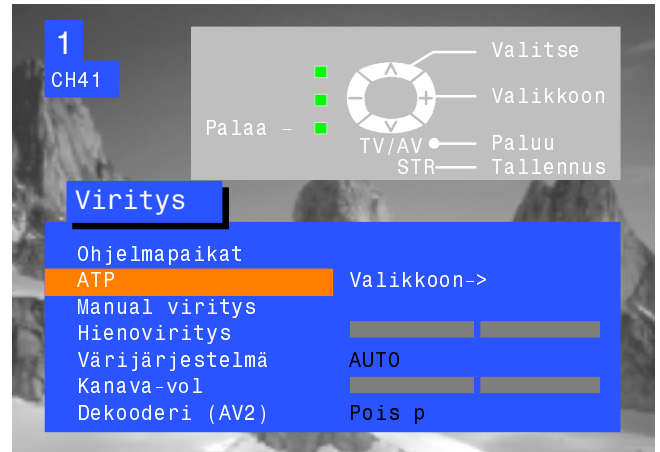 1
CH41
Valitse
Valikkoon
Palaa -
TV/AV Paluu
STR Tallennus
Viritys
Ohjelmapaikat
ATP Valikkoon->
Manual viritys
Hienoviritys
Värijärjestelmä AUTO
Kanava-vol
Dekooderi (AV2) Pois p